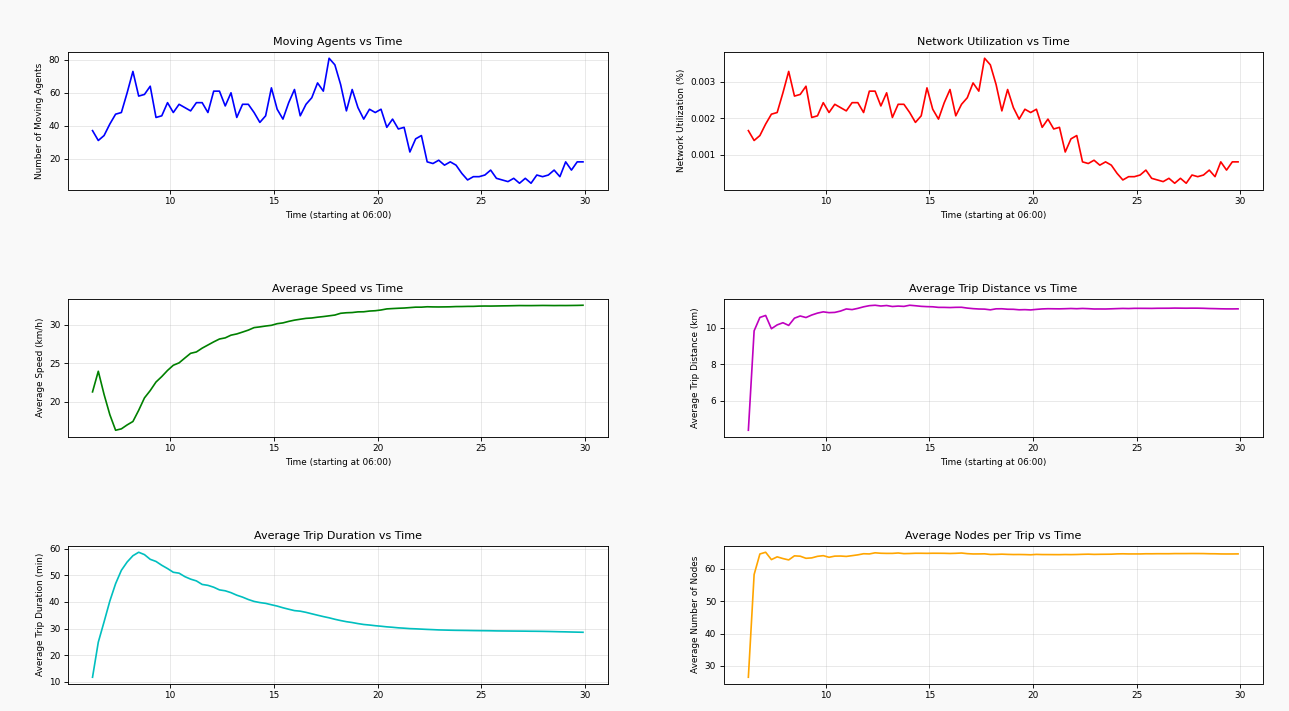 Moving Agents vs Time
Number of Moving Agents
80
60
40
20
10 15 20 25 30
Time (starting at 06:00)
Network Utilization vs Time
Network Utilization (%)
0.003
0.002
0.001
10 15 20 25 30
Time (starting at 06:00)
Average Speed vs Time
Average Speed (km/h)
30
25
20
10 15 20 25 30
Time (starting at 06:00)
Average Trip Distance vs Time
Average Trip Distance (km)
10
8
6
10 15 20 25 30
Time (starting at 06:00)
Average Trip Duration vs Time
Average Trip Duration (min)
60
50
40
30
20
10
10 15 20 25 30
Average Nodes per Trip vs Time
Average Number of Nodes
60
50
40
30
10 15 20 25 30